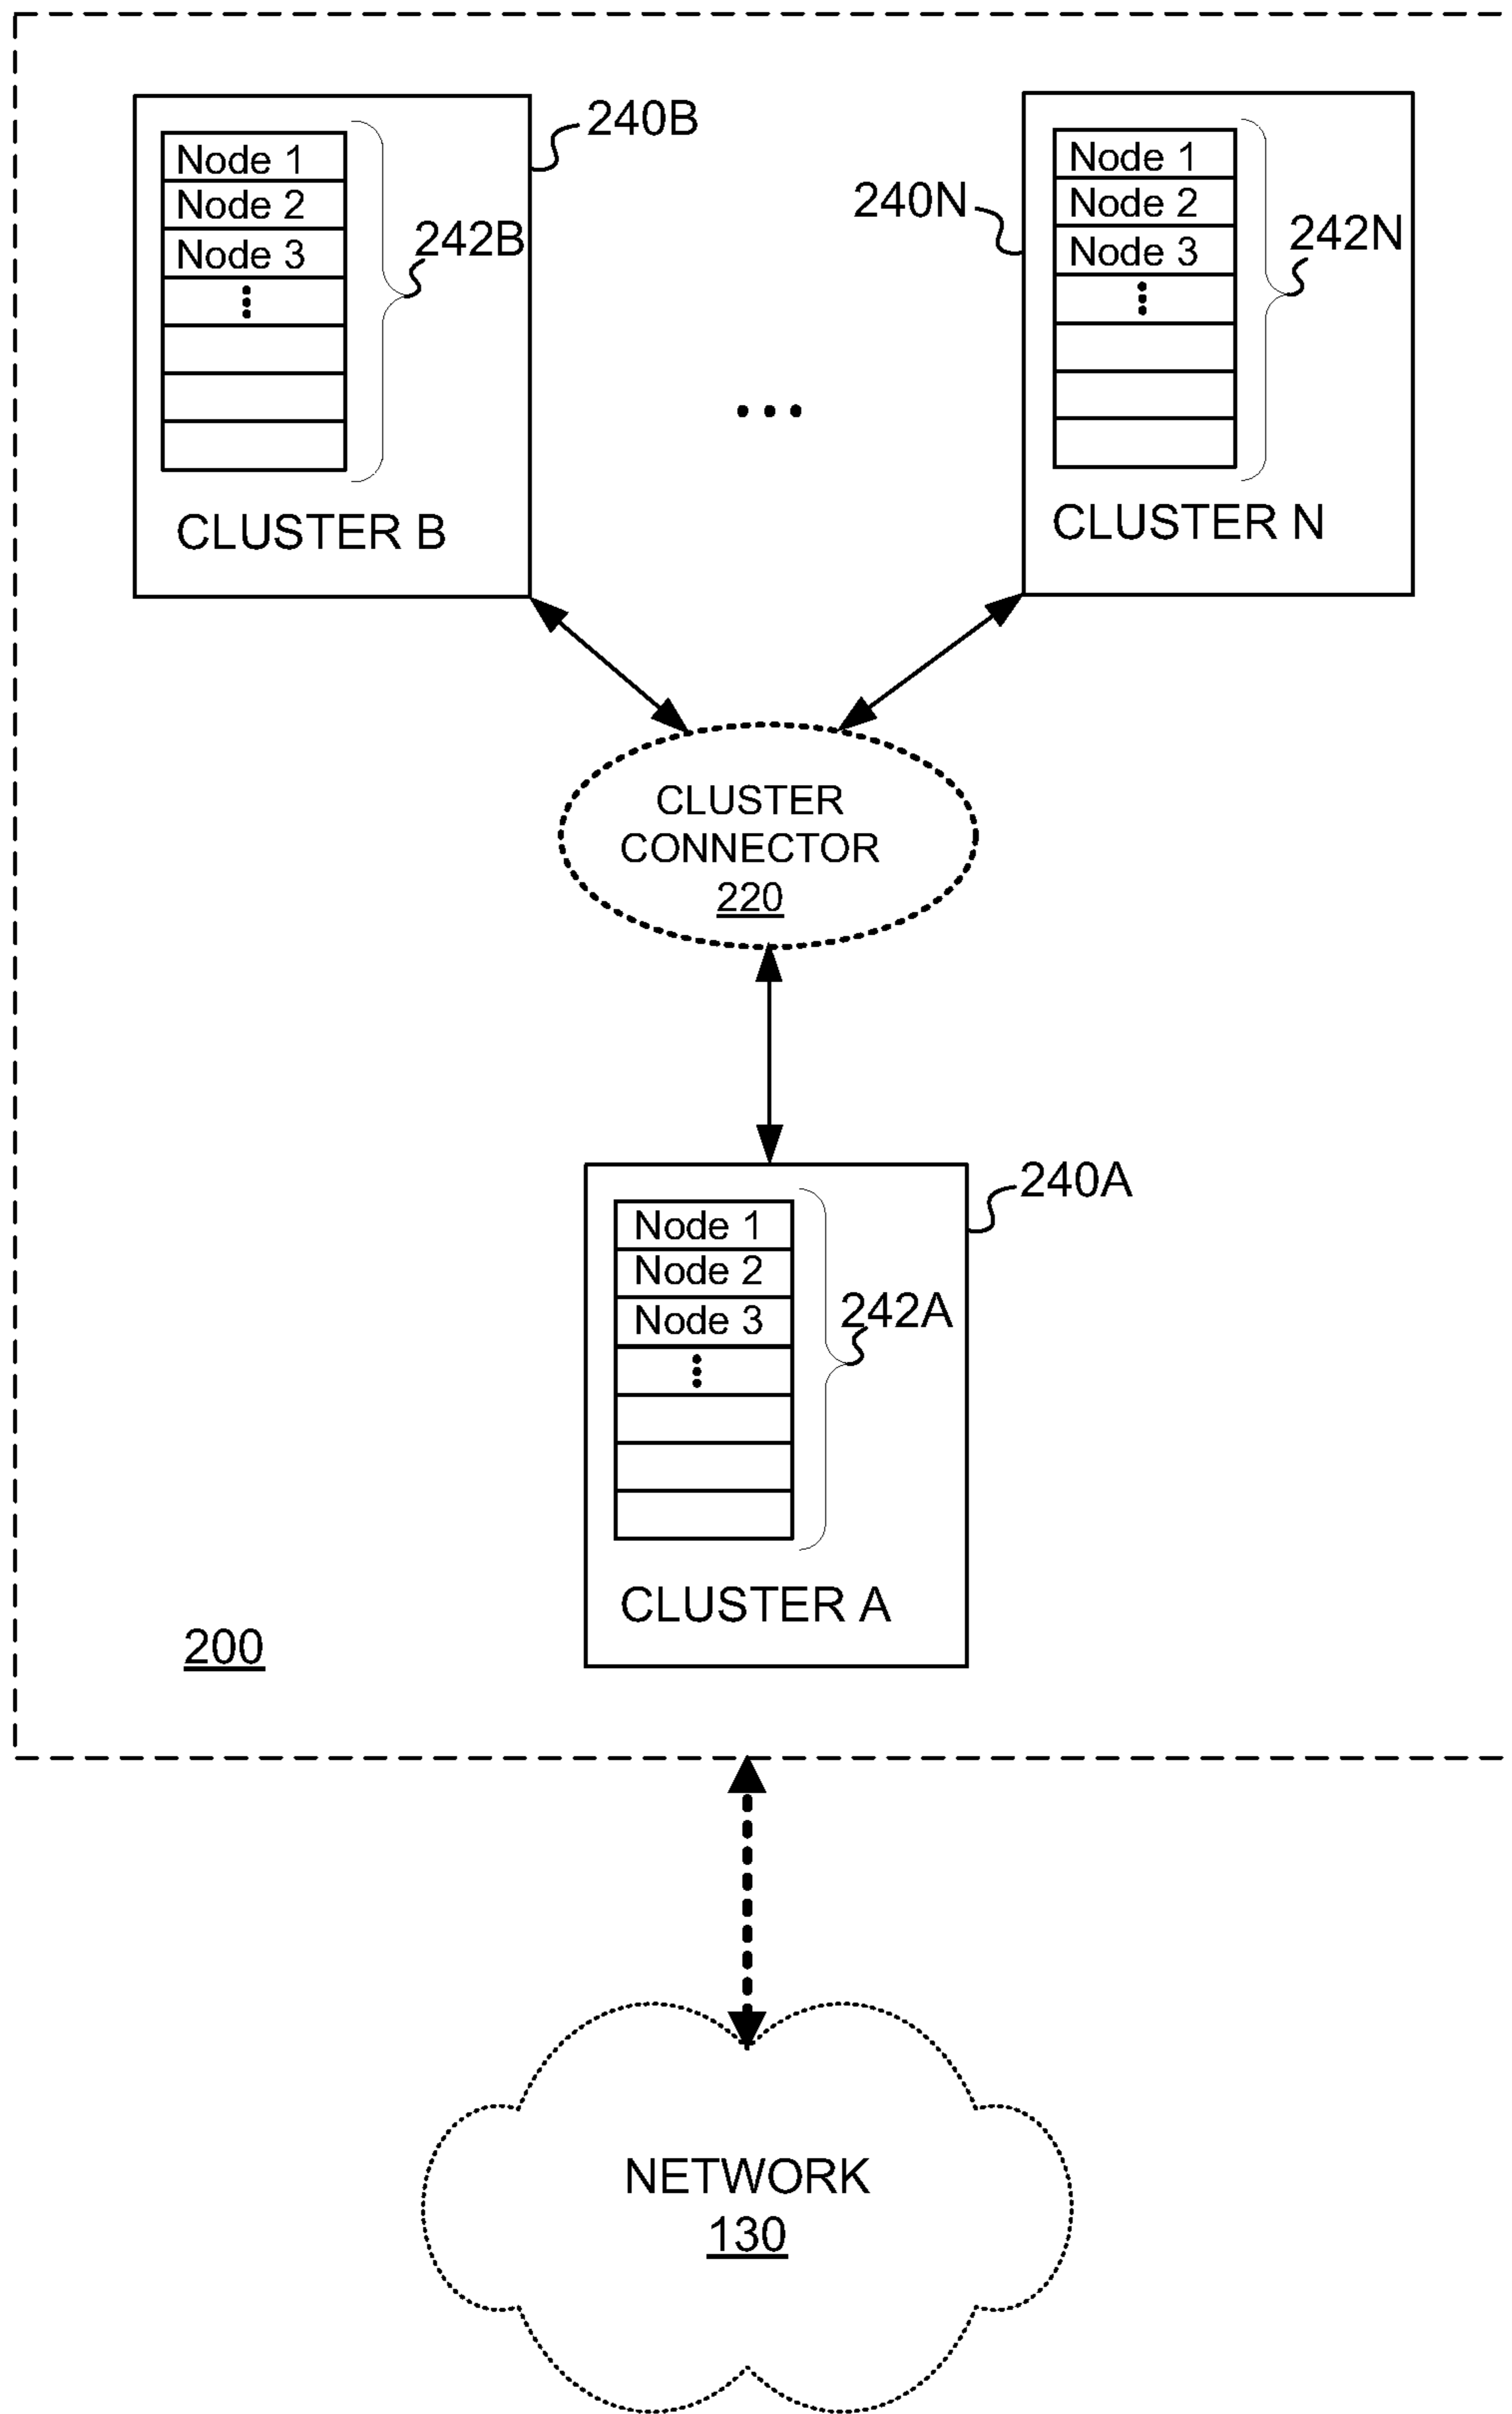 240B
Node 1
Node 2
Node 3
242B
CLUSTER B
240N
Node 1
Node 2
Node 3
242N
CLUSTER N
CLUSTER
CONNECTOR
220
240A
Node 1
Node 2
Node 3
242A
CLUSTER A
200
NETWORK
130